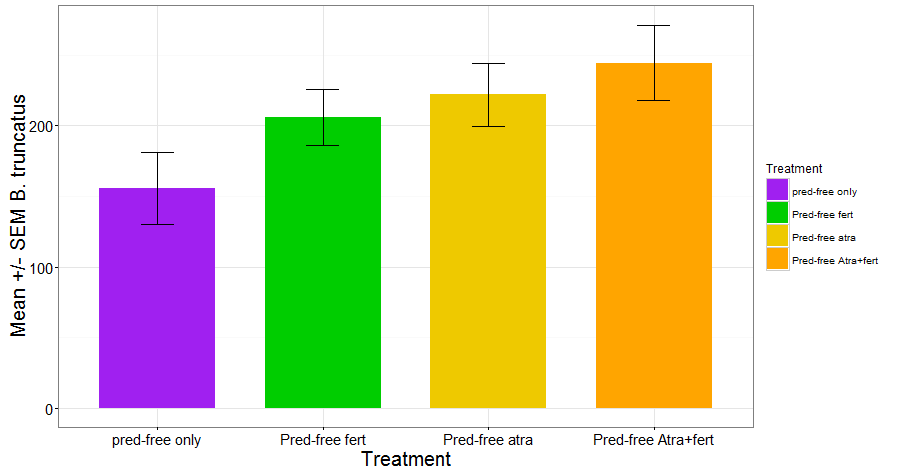 Mean +/- SEM B. truncatus
200
100
0
pred-free only
Pred-free fert
Pred-free atra
Pred-free Atra+fert
Treatment
Treatment
pred-free only
Pred-free fert
Pred-free atra
Pred-free Atra+fert